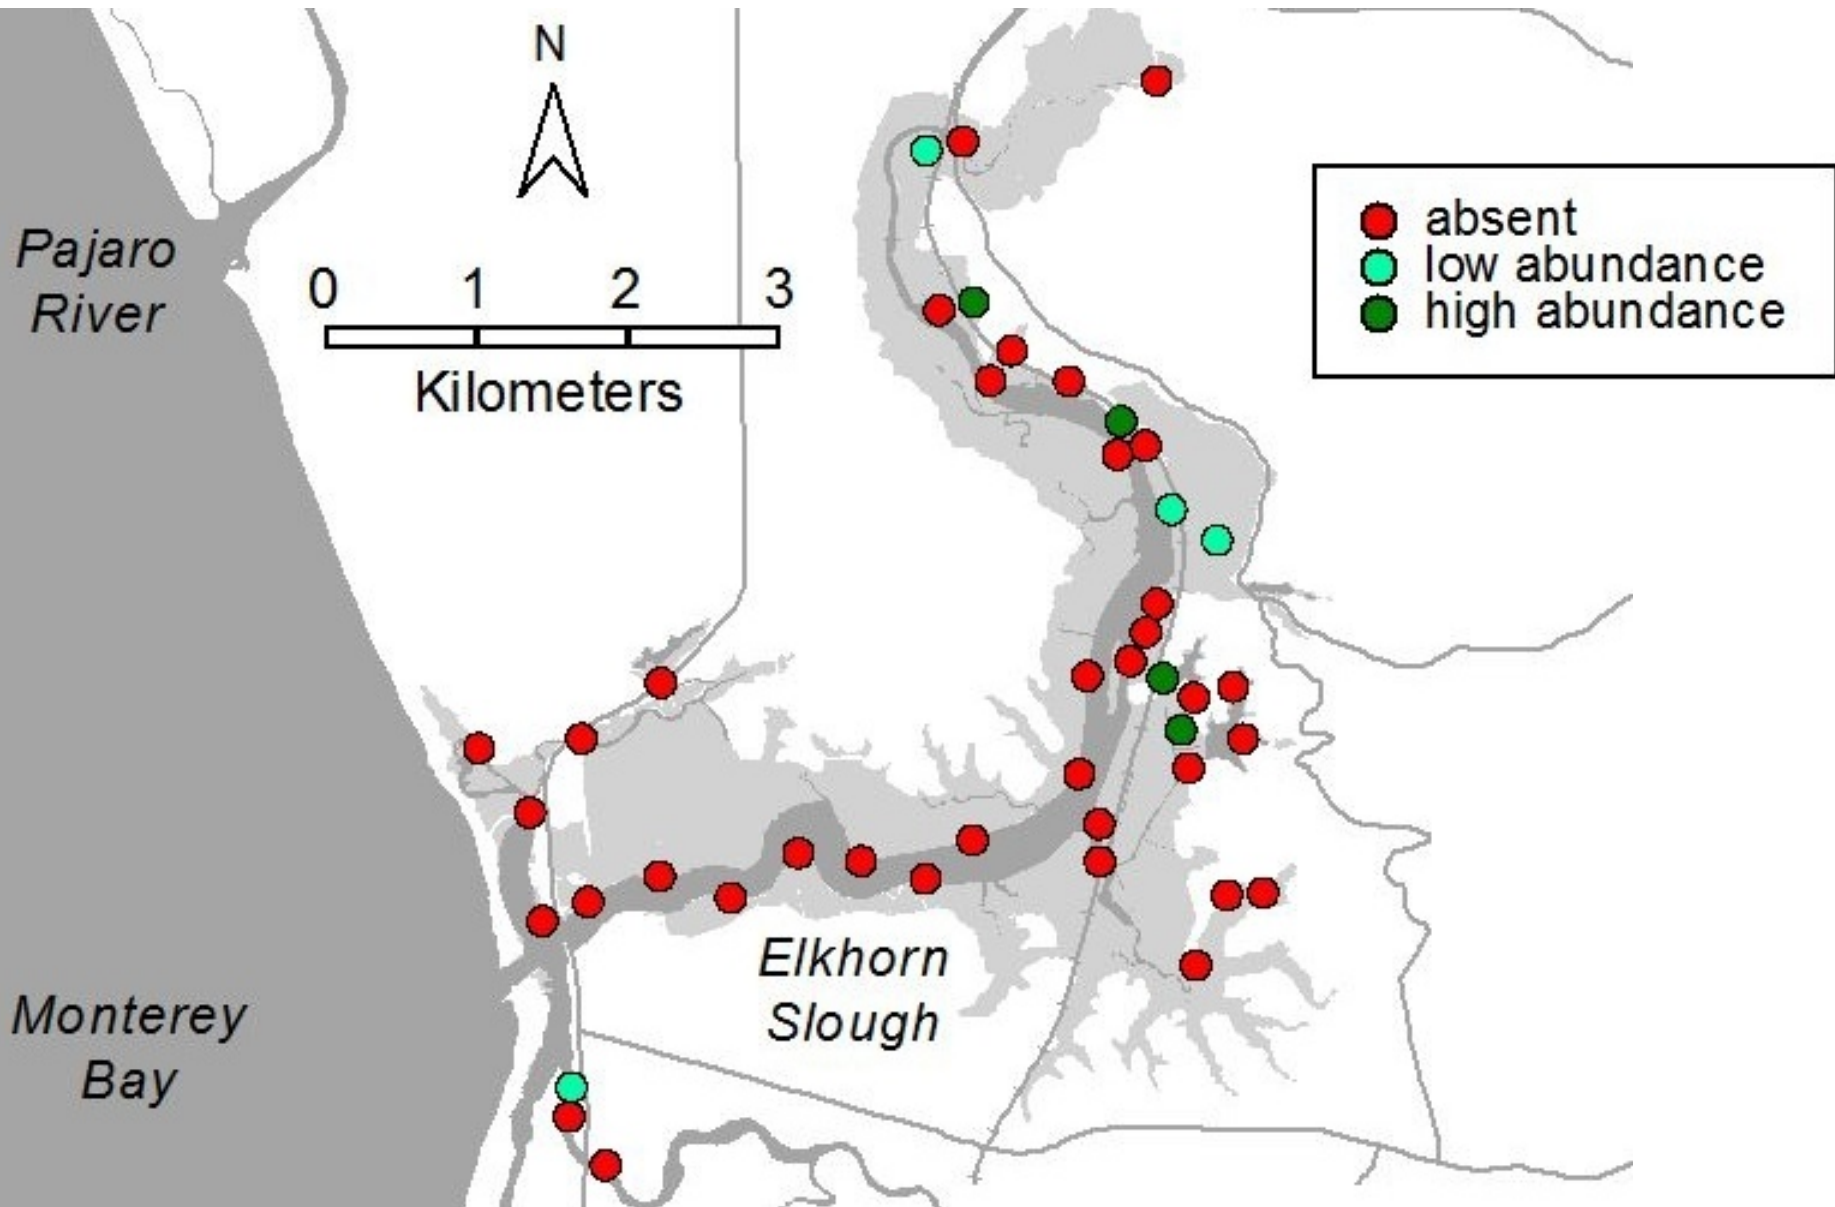 N
Pajaro
River
0 1 2 3
Kilometers
absent
low abundance
high abundance
Elkhorn
Slough
Monterey
Bay